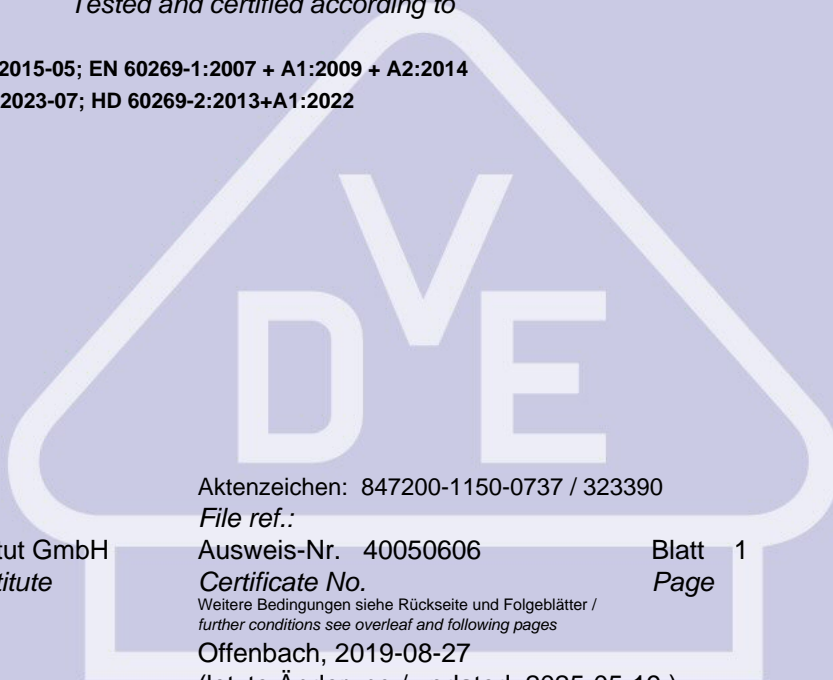 Tested and certified according to
2015-05; EN 60269-1:2007 + A1:2009 + A2:2014
2023-07; HD 60269-2:2013+A1:2022
VDE
Aktenzeichen: 847200-1150-0737 / 323390
File ref.:
tut GmbH Ausweis-Nr. 40050606 Blatt 1
titute Certificate No. Page
Weitere Bedingungen siehe Rückseite und Folgeblätter /
further conditions see overleaf and following pages
Offenbach, 2019-08-27